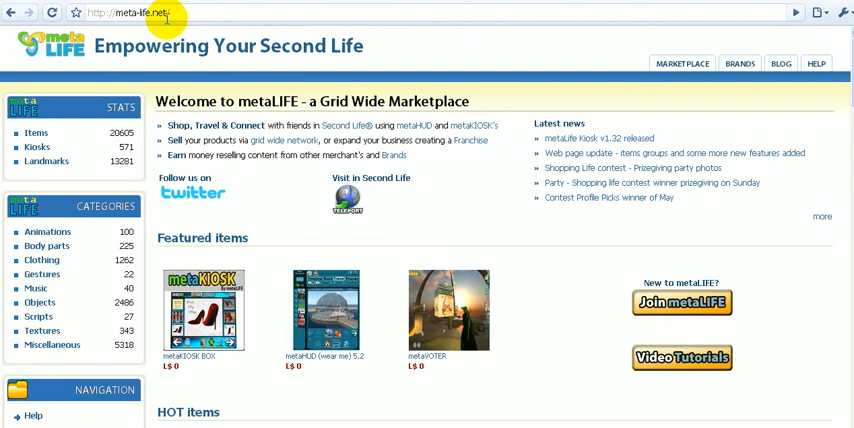 http://meta-life.net/
meta LIFE
Empowering Your Second Life
MARKETPLACE
BRANDS
BLOG
HELP
meta LIFE STATS
Items 20605
Kiosks 571
Landmarks 13281
meta LIFE CATEGORIES
Animations 100
Body parts 225
Clothing 1262
Gestures 22
Music 40
Objects 2486
Scripts 27
Textures 343
Miscellaneous 5318
NAVIGATION
Help
Welcome to metaLIFE - a Grid Wide Marketplace
» Shop, Travel & Connect with friends in Second Life® using metaHUD and metaKIOSK's
» Sell your products via grid wide network, or expand your business creating a Franchise
» Earn money reselling content from other merchant's and Brands
Follow us on
twitter
Visit in Second Life
TELEPORT
Latest news
» metaLife Kiosk v1.32 released
» Web page update - items groups and some more new features added
» Shopping Life contest - Prizegiving party photos
» Party - Shopping life contest winner prizegiving on Sunday
» Contest Profile Picks winner of May
more
Featured items
metaKIOSK
by metaLIFE
metaKIOSK BOX
L$ 0
metaHUD (wear me) 5.2
L$ 0
metaVOTER
L$ 0
New to metaLIFE?
Join metaLIFE
Video Tutorials
HOT items